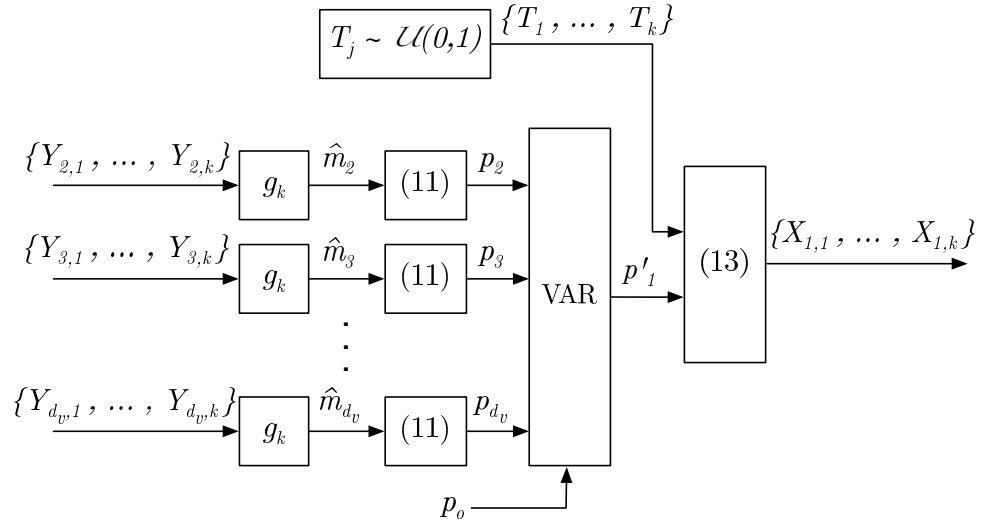 T_j ~ 𝒰(0,1)
{T_1 , ... , T_k}
{Y_{2,1} , ... , Y_{2,k}}
g_k
m̂_2
(11)
p_2
{Y_{3,1} , ... , Y_{3,k}}
g_k
m̂_3
(11)
p_3
VAR
p'_1
(13)
{X_{1,1} , ... , X_{1,k}}
{Y_{d_v,1} , ... , Y_{d_v,k}}
g_k
m̂_{d_v}
(11)
p_{d_v}
p_o